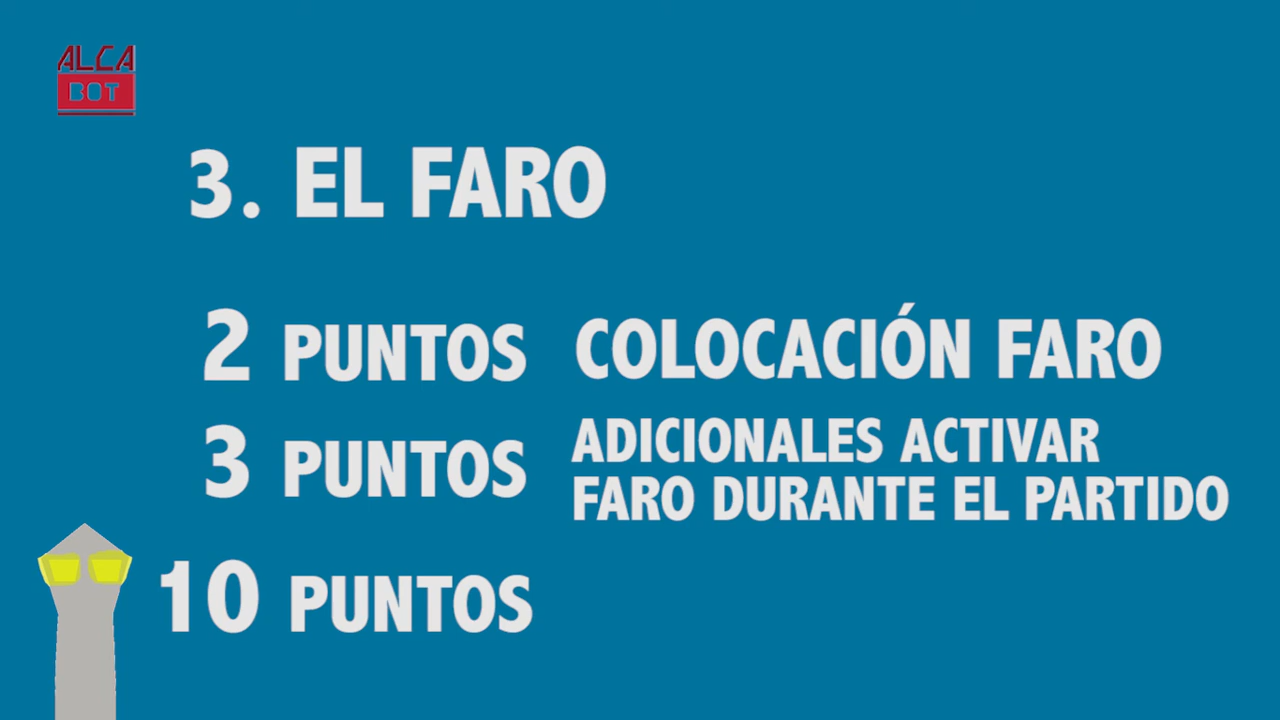 ALCA
BOT
3. EL FARO
2 PUNTOS COLOCACIÓN FARO
3 PUNTOS ADICIONALES ACTIVAR
FARO DURANTE EL PARTIDO
10 PUNTOS